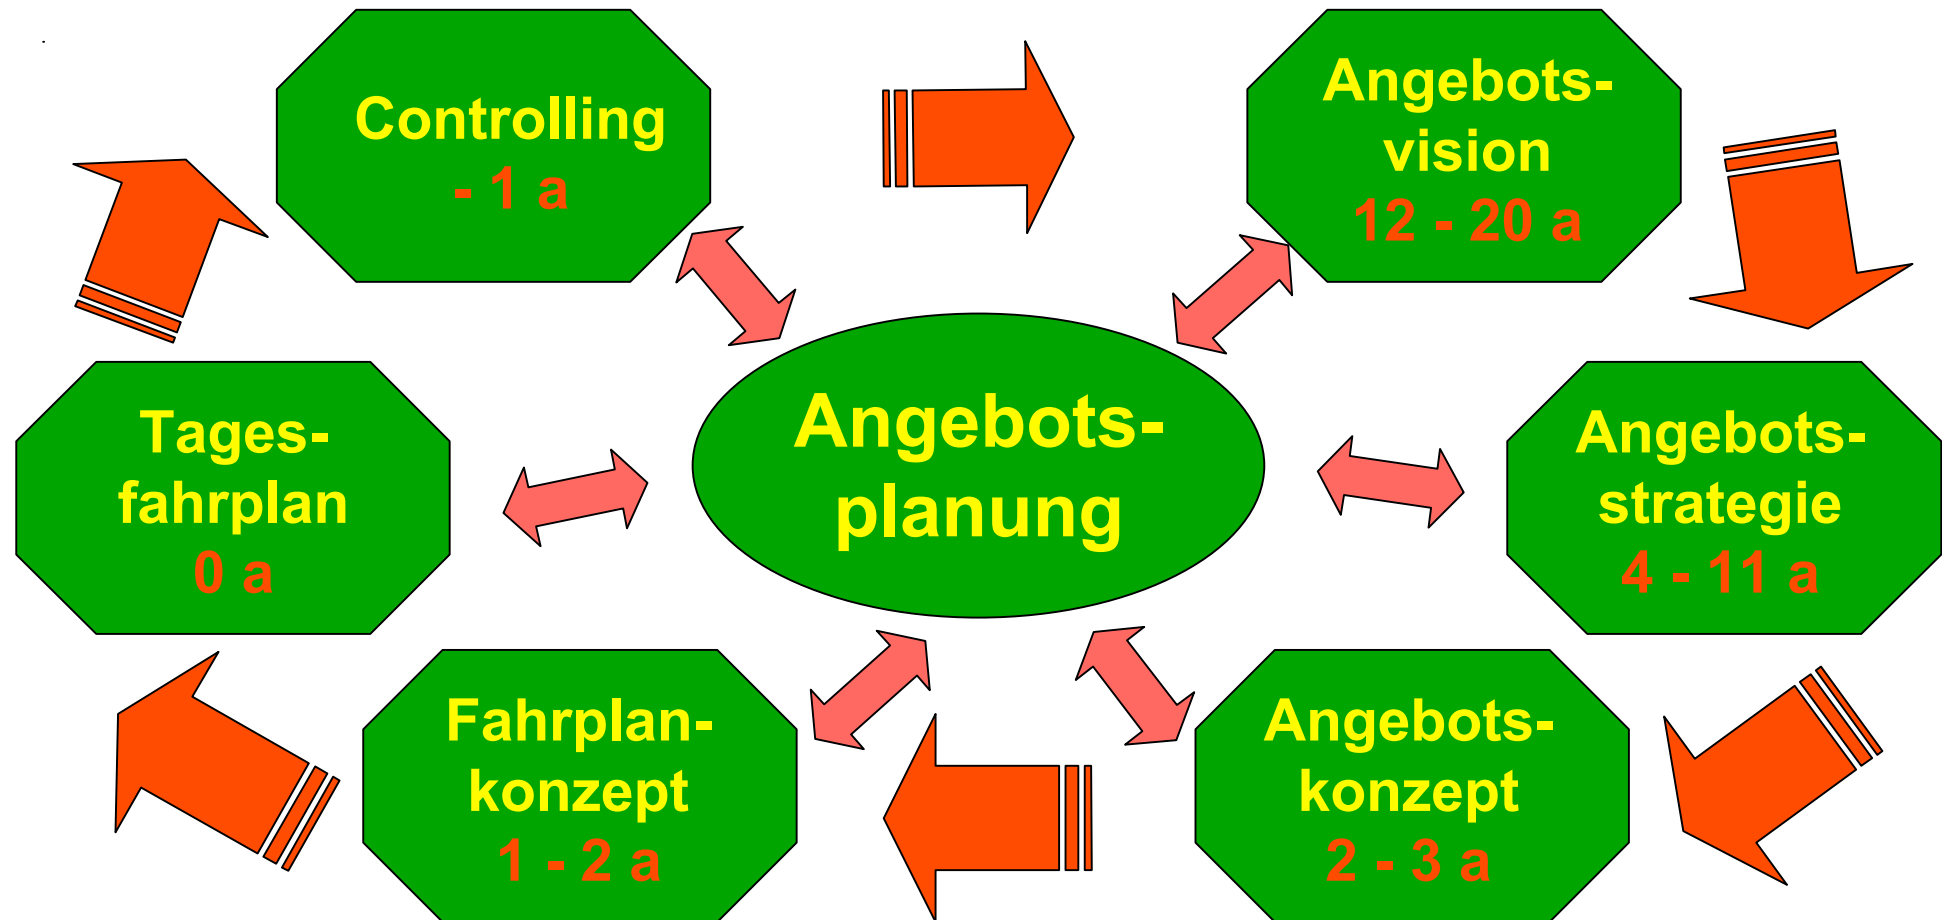 Controlling
- 1 a
Angebots-
vision
12 - 20 a
Tages-
fahrplan
0 a
Angebots-
planung
Angebots-
strategie
4 - 11 a
Fahrplan-
konzept
1 - 2 a
Angebots-
konzept
2 - 3 a